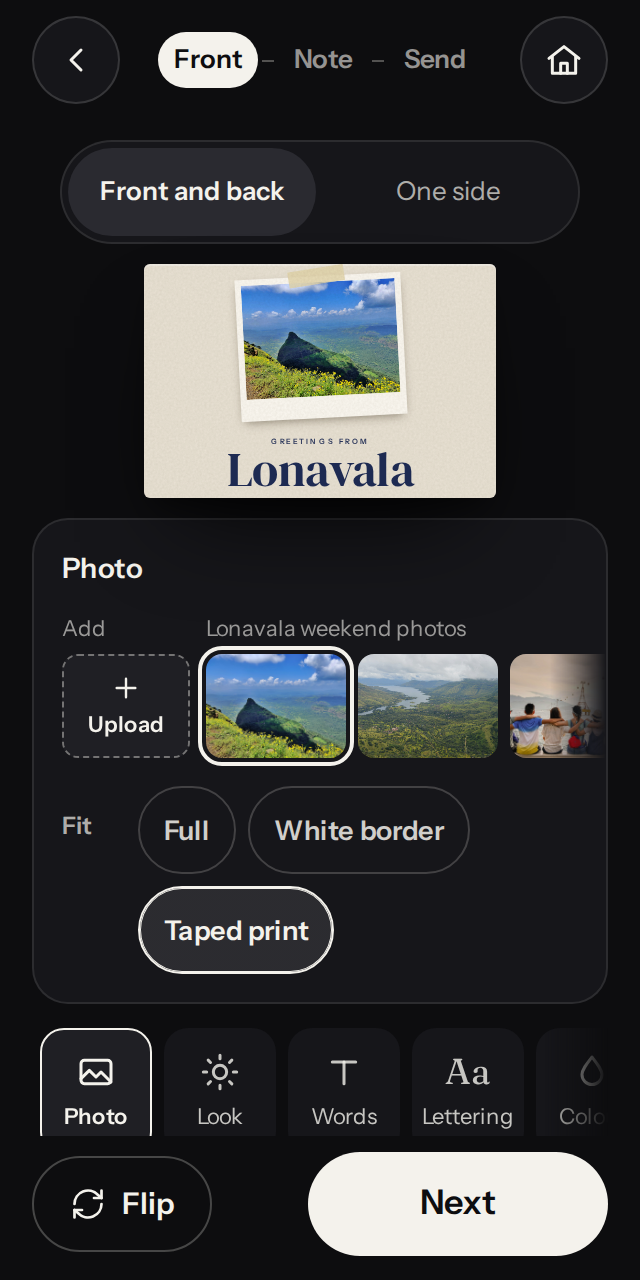 Front – Note – Send
Front and back One side
GREETINGS FROM
Lonavala
Photo
Add Lonavala weekend photos
Upload
Fit Full White border
Taped print
Aa
Photo Look Words Lettering
Flip Next